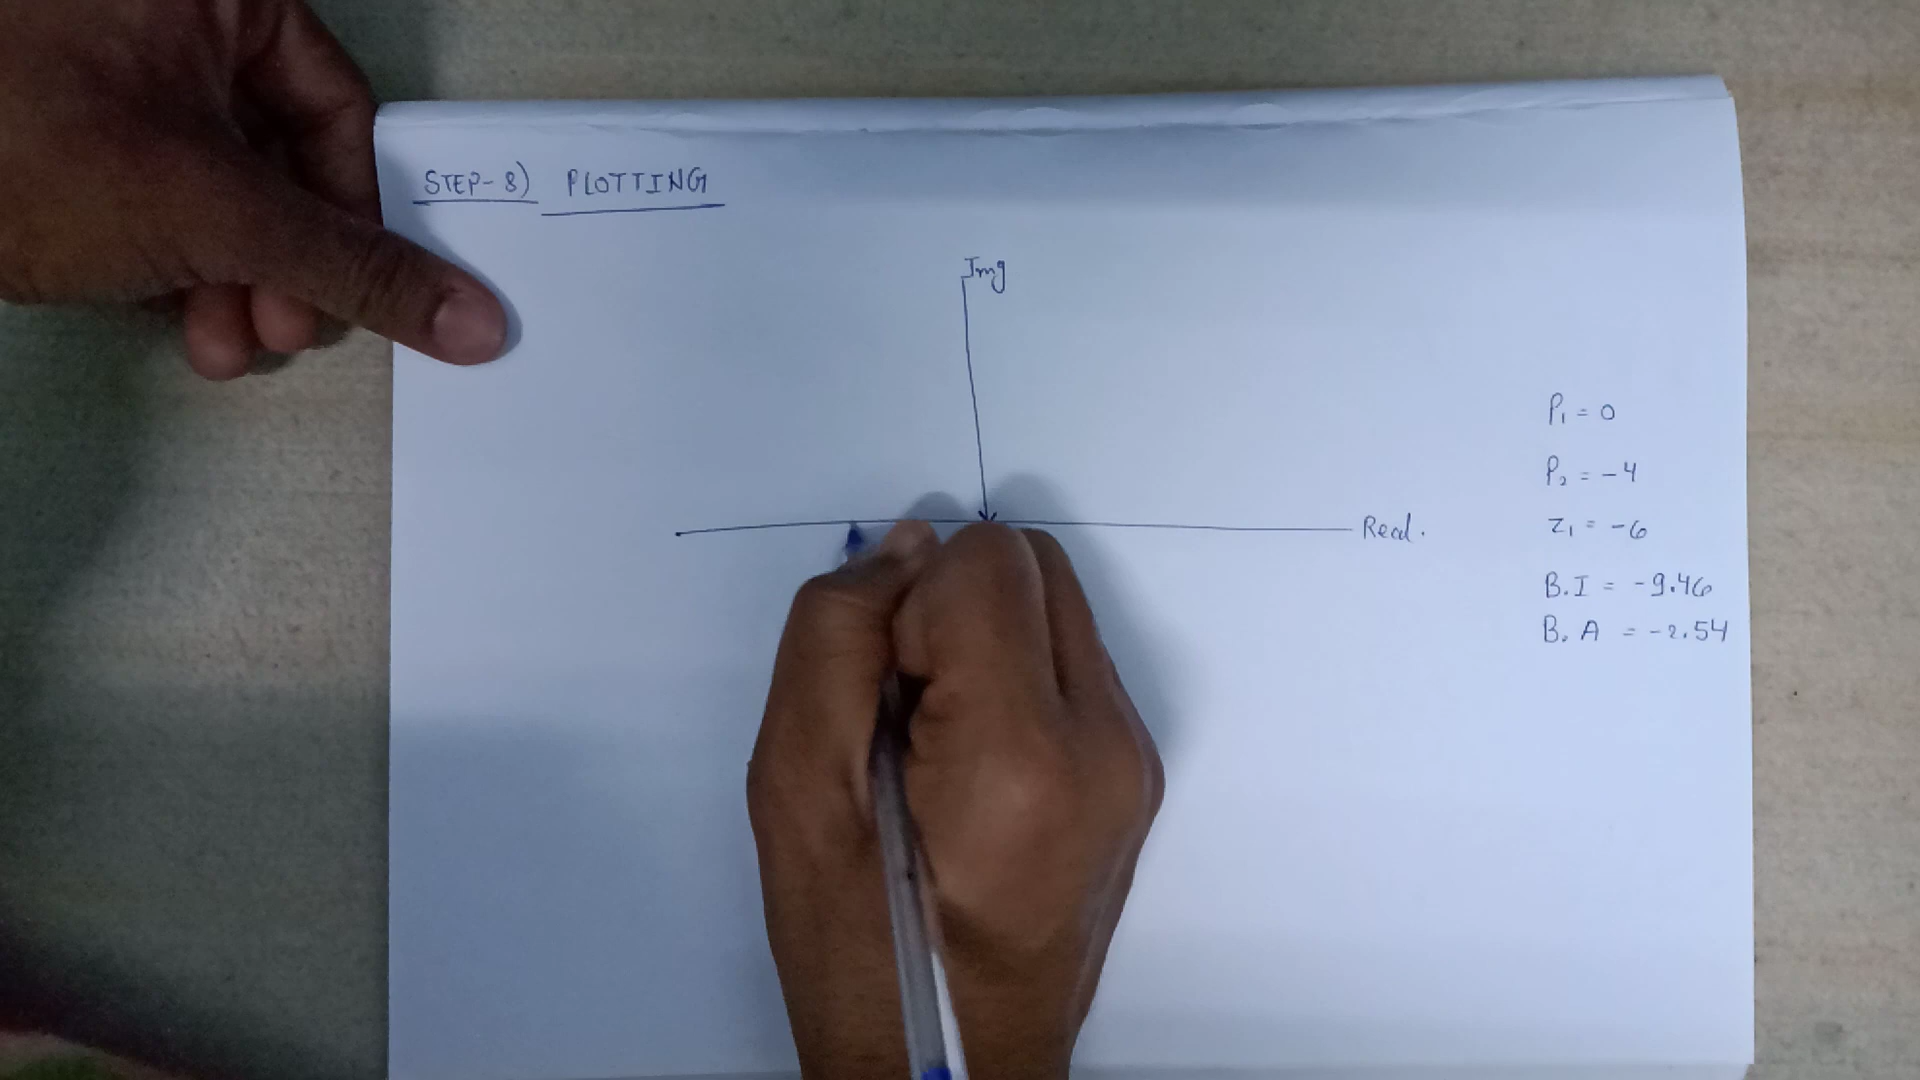 STEP-8) PLOTTING
Img
Real.
P₁ = 0
P₂ = -4
Z₁ = -6
B.I = -9.46
B.A = -2.54